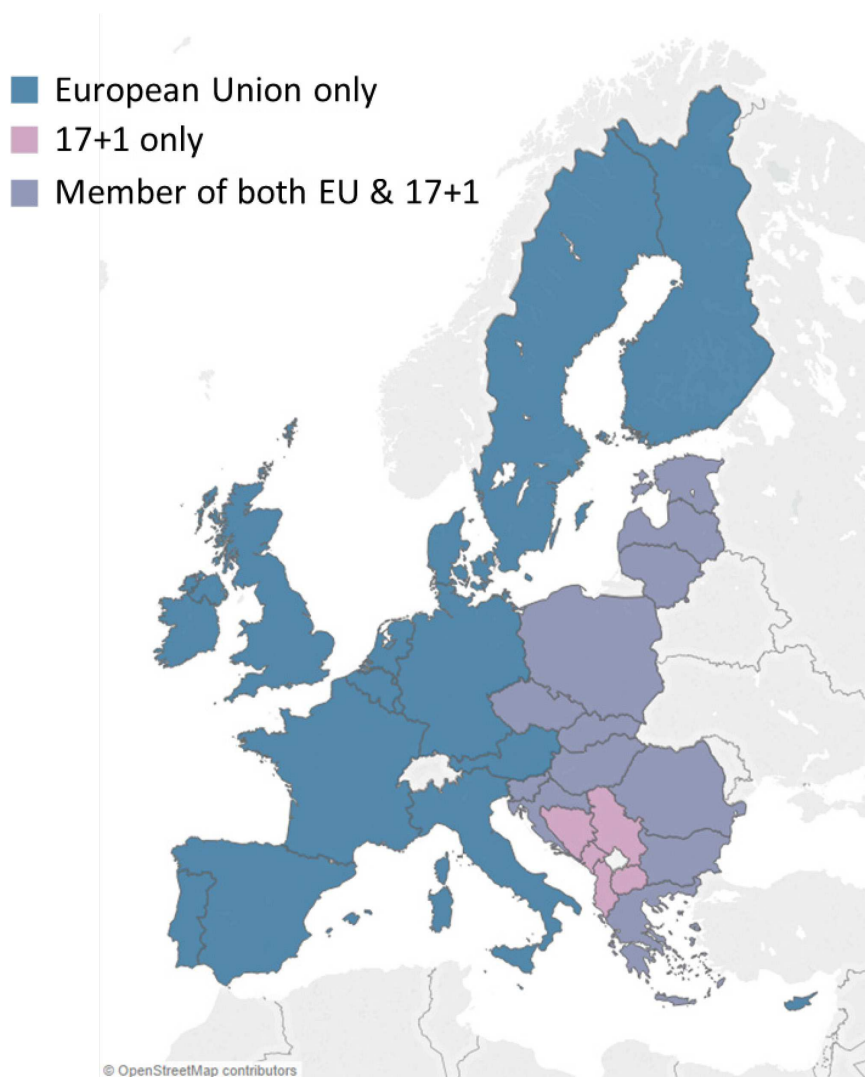 European Union only
17+1 only
Member of both EU & 17+1
© OpenStreetMap contributors